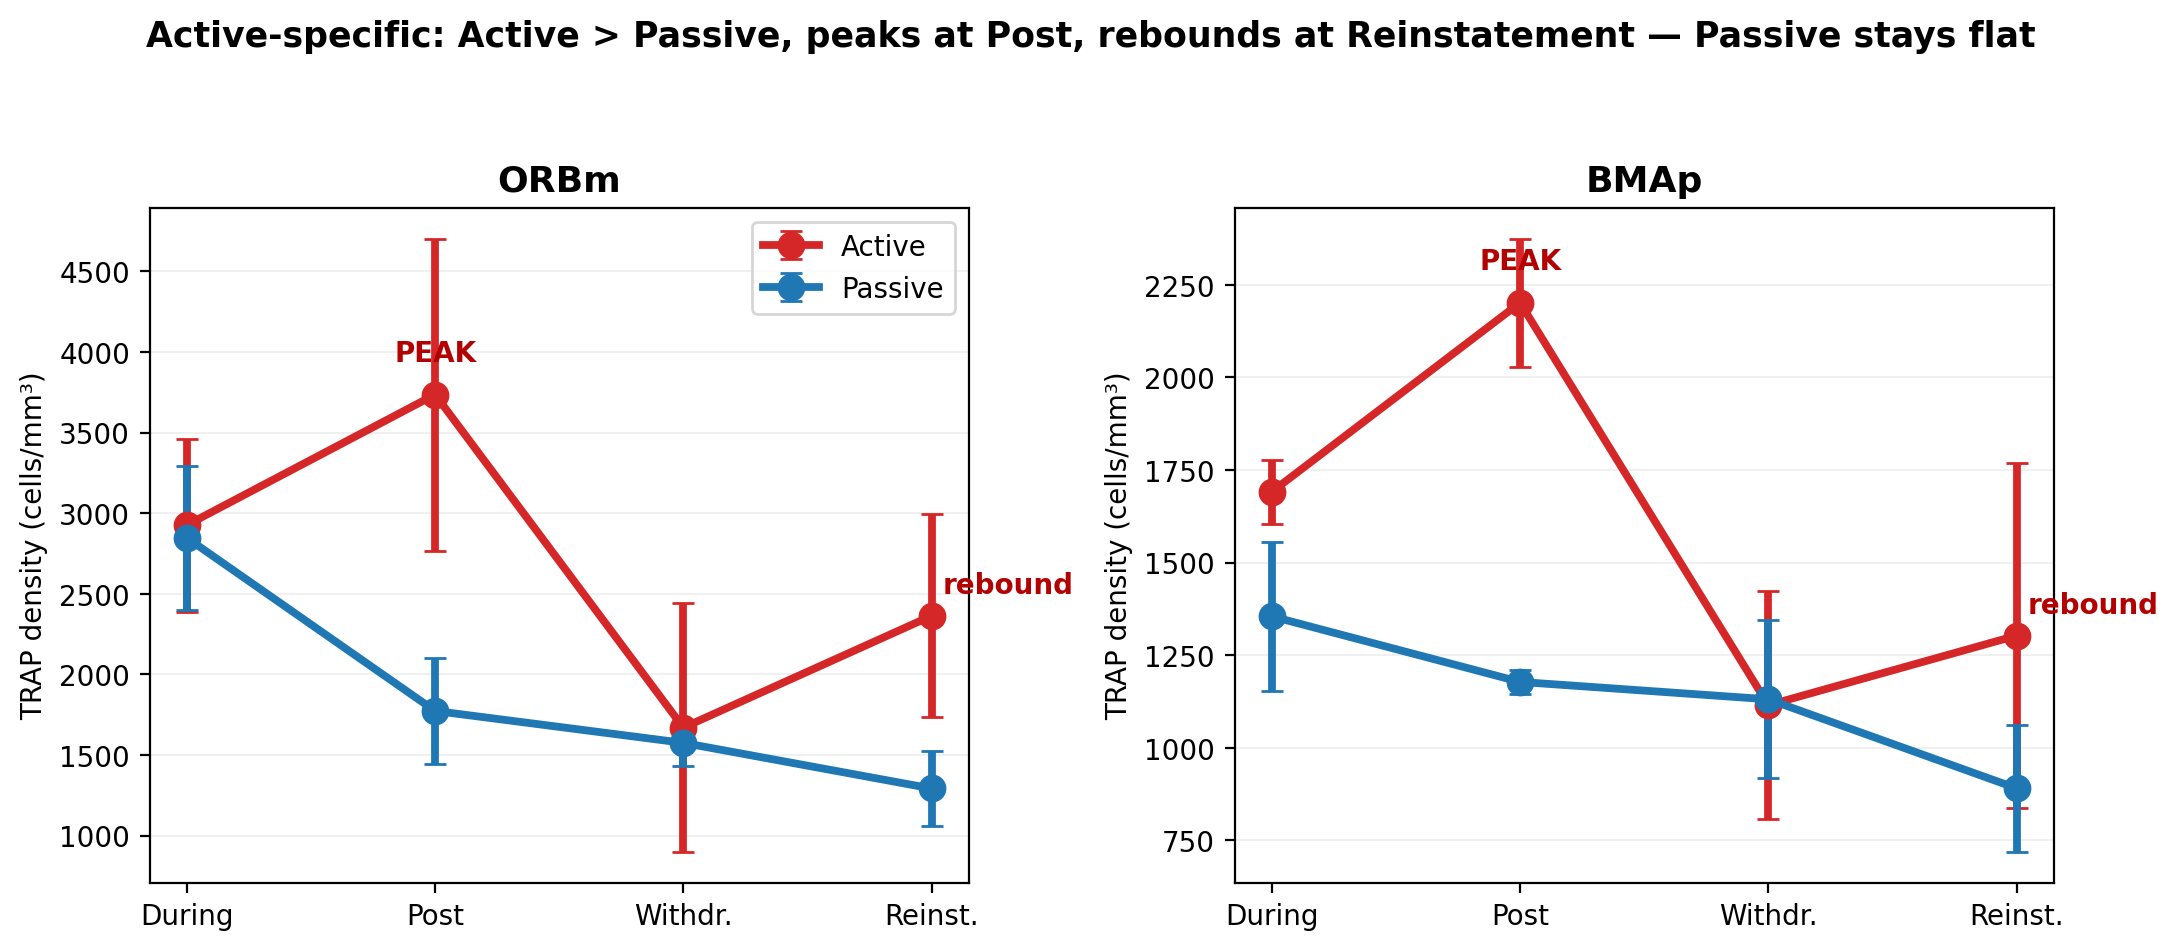 Active-specific: Active > Passive, peaks at Post, rebounds at Reinstatement — Passive stays flat
ORBm
TRAP density (cells/mm³)
4500
4000
3500
3000
2500
2000
1500
1000
During
Post
Withdr.
Reinst.
Active
Passive
PEAK
rebound
BMAp
TRAP density (cells/mm³)
2250
2000
1750
1500
1250
1000
750
During
Post
Withdr.
Reinst.
PEAK
rebound